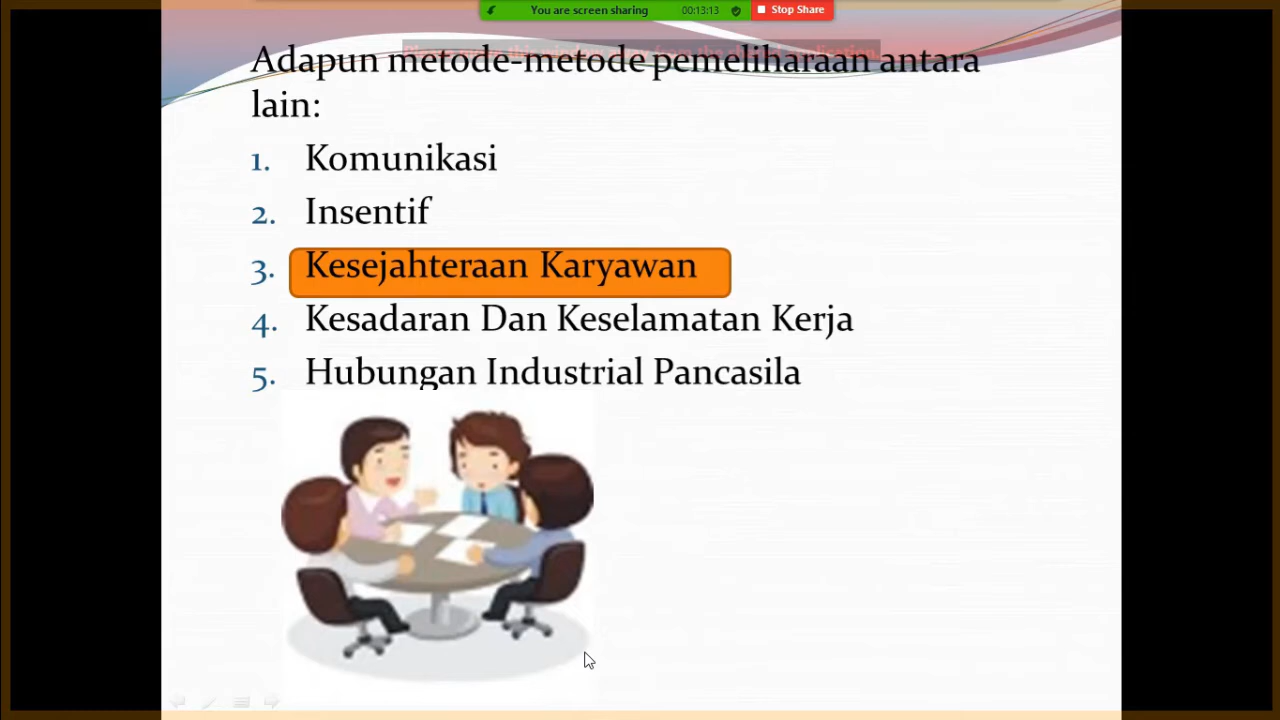 You are screen sharing 00:13:13 Stop Share
Adapun metode-metode pemeliharaan antara
lain:
1. Komunikasi
2. Insentif
3. Kesejahteraan Karyawan
4. Kesadaran Dan Keselamatan Kerja
5. Hubungan Industrial Pancasila